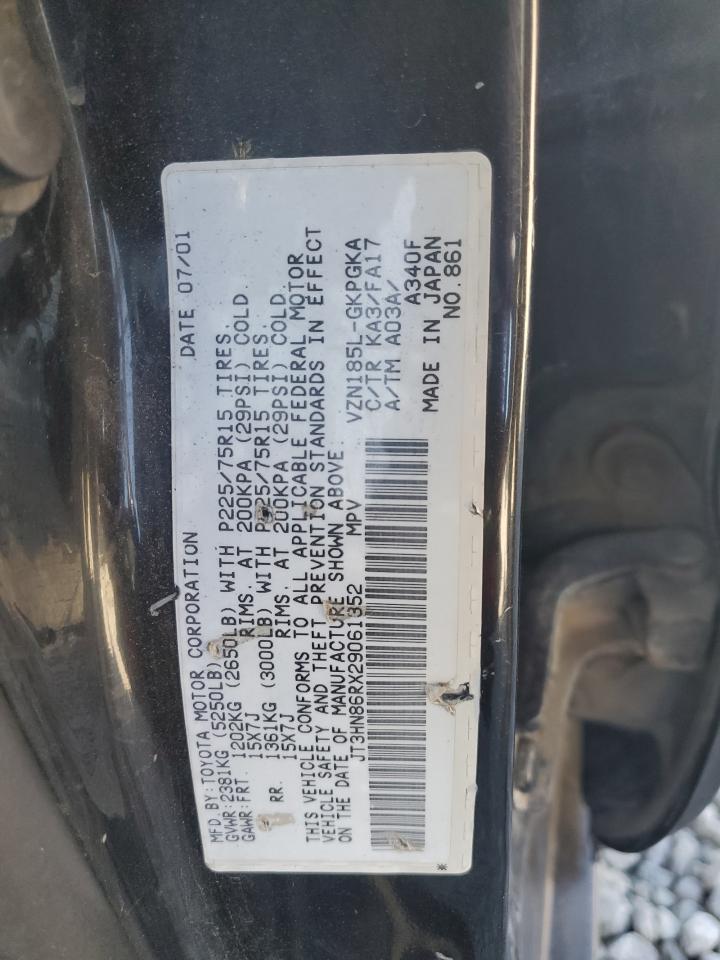 MFD. BY: TOYOTA MOTOR CORPORATION DATE 07/01
GVWR: 2381KG (5250LB)
GAWR: FRT. 1202KG (2650LB) WITH P225/75R15 TIRES.
15X7J RIMS. AT 200KPA (29PSI) COLD.
RR. 1361KG (3000LB) WITH P225/75R15 TIRES.
15X7J RIMS. AT 200KPA (29PSI) COLD.
THIS VEHICLE CONFORMS TO ALL APPLICABLE FEDERAL MOTOR
VEHICLE SAFETY AND THEFT PREVENTION STANDARDS IN EFFECT
ON THE DATE OF MANUFACTURE SHOWN ABOVE.
JT3HN86RX29061352 MPV VZN185L-GKPGKA
C/TR KA3/FA17
A/TM A03A/
A340F
MADE IN JAPAN
NO.861